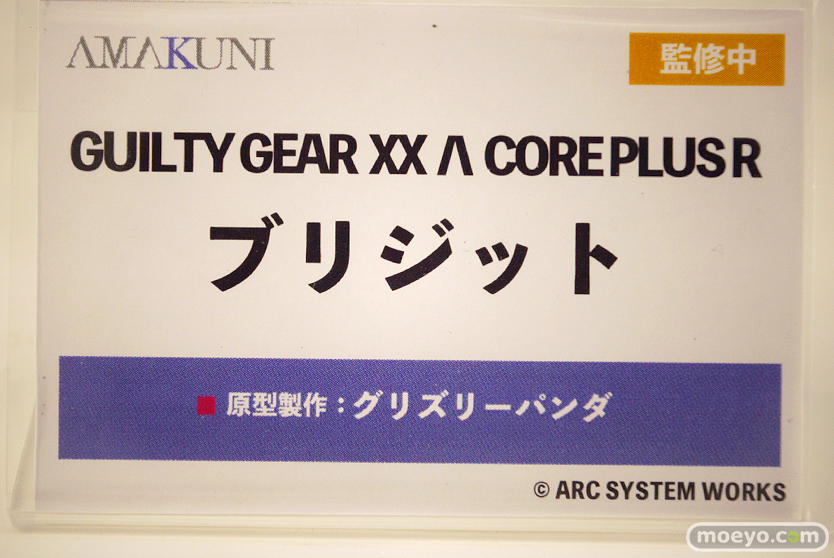 AMAKUNI
監修中
GUILTY GEAR XX Λ CORE PLUS R
ブリジット
■ 原型製作：グリズリーパンダ
© ARC SYSTEM WORKS
moeyo.com